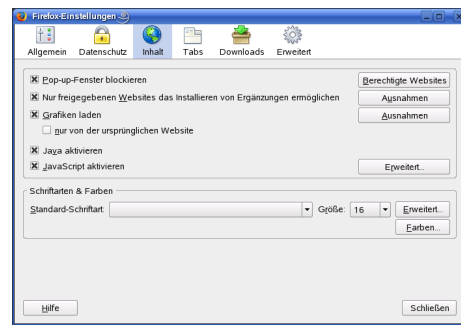 Firefox-Einstellungen
Allgemein Datenschutz Inhalt Tabs Downloads Erweitert
Pop-up-Fenster blockieren Berechtigte Websites
Nur freigegebenen Websites das Installieren von Ergänzungen ermöglichen Ausnahmen
Grafiken laden Ausnahmen
nur von der ursprünglichen Website
Java aktivieren
JavaScript aktivieren Erweitert...
Schriftarten & Farben
Standard-Schriftart: Größe: 16 Erweitert...
Farben...
Hilfe Schließen